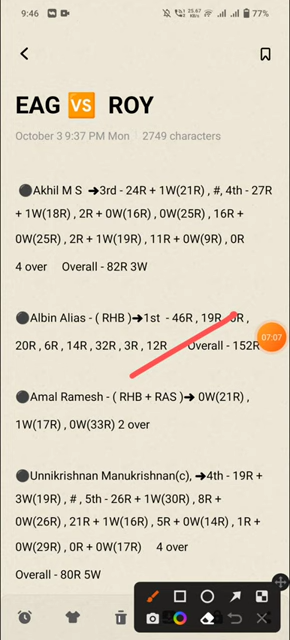 9:46 25.67 KB/s 77%
EAG VS ROY
October 3 9:37 PM Mon | 2749 characters
⚫Akhil M S ➔3rd - 24R + 1W(21R) , #, 4th - 27R
+ 1W(18R) , 2R + 0W(16R) , 0W(25R) , 16R +
0W(25R) , 2R + 1W(19R) , 11R + 0W(9R) , 0R
4 over Overall - 82R 3W
⚫Albin Alias - ( RHB )➔1st - 46R , 19R , 0R ,
20R , 6R , 14R , 32R , 3R , 12R Overall - 152R
07:07
⚫Amal Ramesh - ( RHB + RAS )➔ 0W(21R) ,
1W(17R) , 0W(33R) 2 over
⚫Unnikrishnan Manukrishnan(c), ➔4th - 19R +
3W(19R) , # , 5th - 26R + 1W(30R) , 8R +
0W(26R) , 21R + 1W(16R) , 5R + 0W(14R) , 1R +
0W(29R) , 0R + 0W(17R) 4 over
Overall - 80R 5W